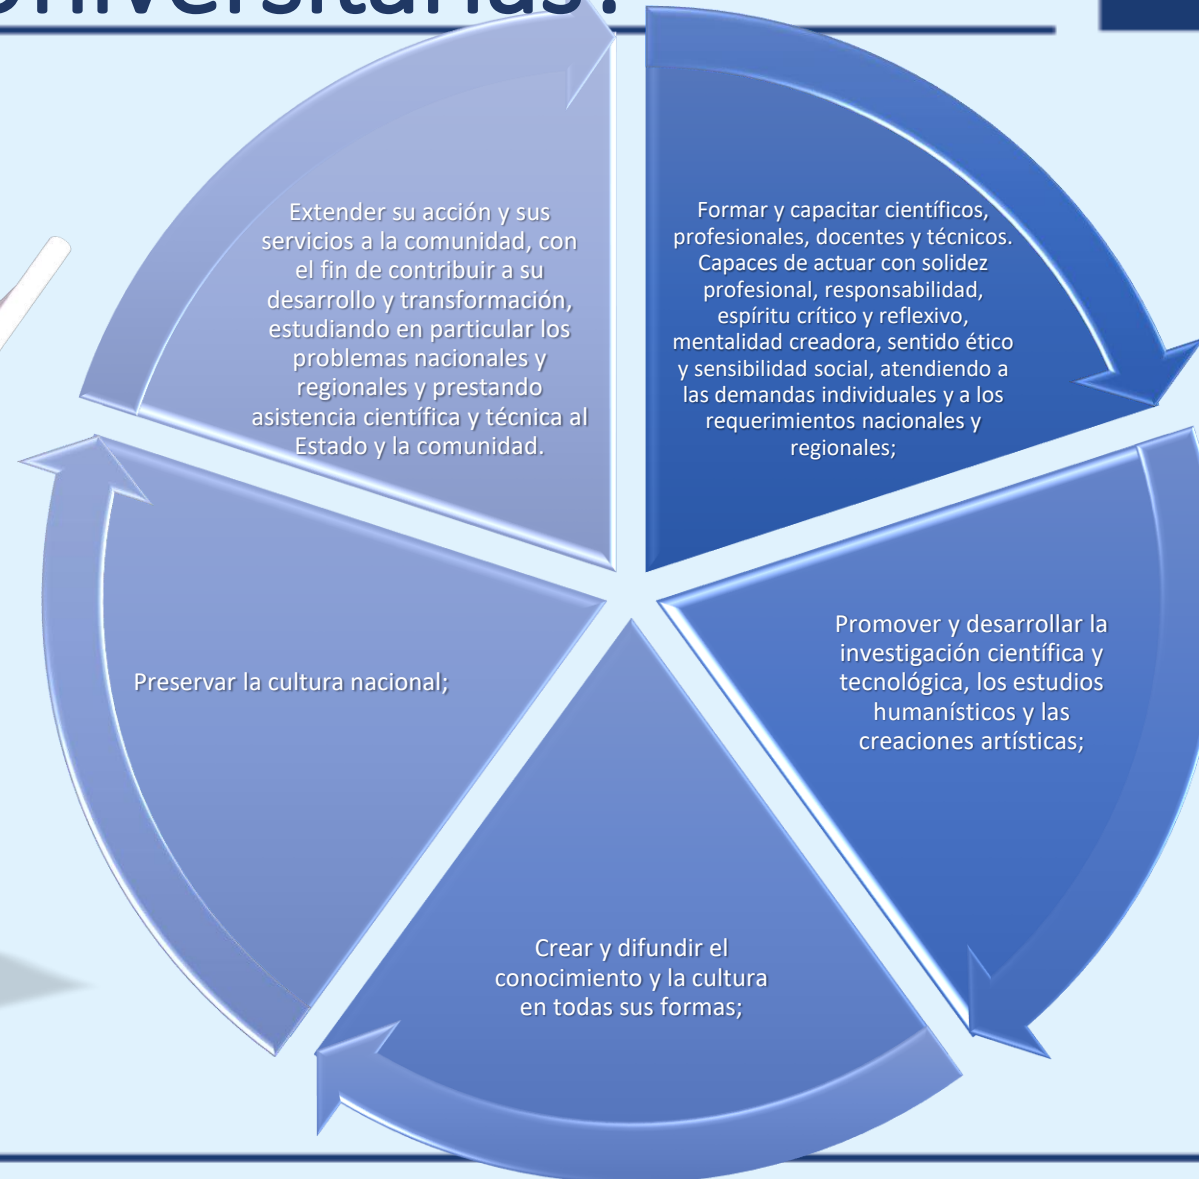 Universitarias?
Formar y capacitar científicos,
profesionales, docentes y técnicos.
Capaces de actuar con solidez
profesional, responsabilidad,
espíritu crítico y reflexivo,
mentalidad creadora, sentido ético
y sensibilidad social, atendiendo a
las demandas individuales y a los
requerimientos nacionales y
regionales;
Promover y desarrollar la
investigación científica y
tecnológica, los estudios
humanísticos y las
creaciones artísticas;
Crear y difundir el
conocimiento y la cultura
en todas sus formas;
Preservar la cultura nacional;
Extender su acción y sus
servicios a la comunidad, con
el fin de contribuir a su
desarrollo y transformación,
estudiando en particular los
problemas nacionales y
regionales y prestando
asistencia científica y técnica al
Estado y la comunidad.